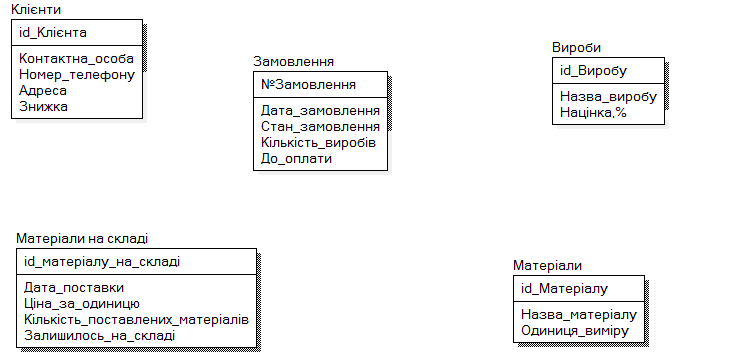 Клієнти
id_Клієнта
Контактна_особа
Номер_телефону
Адреса
Знижка
Замовлення
№Замовлення
Дата_замовлення
Стан_замовлення
Кількість_виробів
До_оплати
Вироби
id_Виробу
Назва_виробу
Націнка,%
Матеріали на складі
id_матеріалу_на_складі
Дата_поставки
Ціна_за_одиницю
Кількість_поставлених_матеріалів
Залишилось_на_складі
Матеріали
id_Матеріалу
Назва_матеріалу
Одиниця_виміру